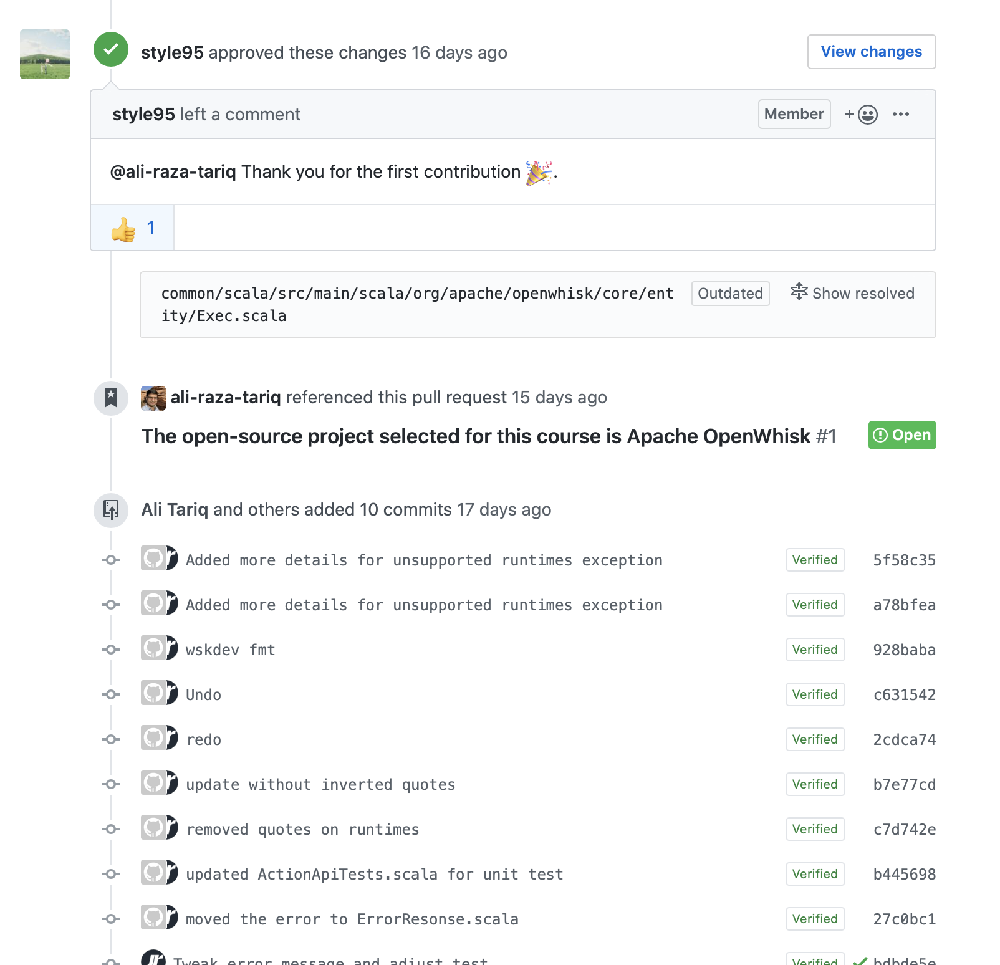 style95 approved these changes 16 days ago
View changes
style95 left a comment
Member
@ali-raza-tariq Thank you for the first contribution 🎉.
👍 1
common/scala/src/main/scala/org/apache/openwhisk/core/ent
ity/Exec.scala
Outdated
Show resolved
ali-raza-tariq referenced this pull request 15 days ago
The open-source project selected for this course is Apache OpenWhisk #1
Open
Ali Tariq and others added 10 commits 17 days ago
Added more details for unsupported runtimes exception Verified 5f58c35
Added more details for unsupported runtimes exception Verified a78bfea
wskdev fmt Verified 928baba
Undo Verified c631542
redo Verified 2cdca74
update without inverted quotes Verified b7e77cd
removed quotes on runtimes Verified c7d742e
updated ActionApiTests.scala for unit test Verified b445698
moved the error to ErrorResonse.scala Verified 27c0bc1
Tweak error message and adjust test Verified bdbde5e